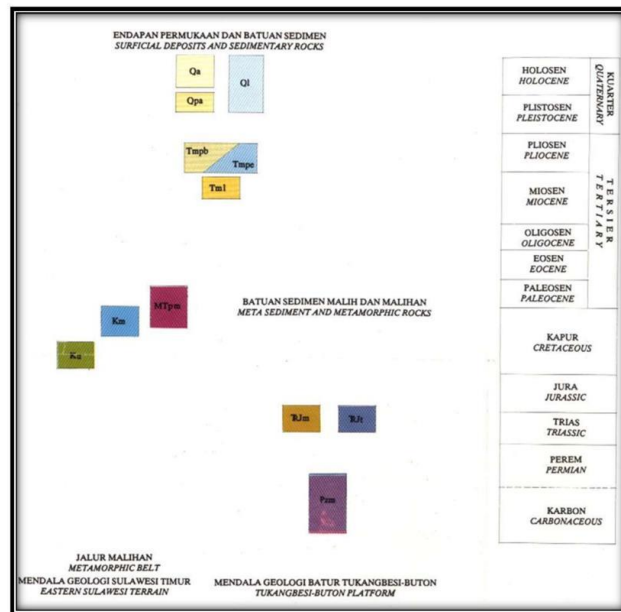 ENDAPAN PERMUKAAN DAN BATUAN SEDIMEN
SURFICIAL DEPOSITS AND SEDIMENTARY ROCKS
Qa
Ql
Qpa
Tmpb
Tmpe
Tml
BATUAN SEDIMEN MALIH DAN MALIHAN
META SEDIMENT AND METAMORPHIC ROCKS
MTpm
Km
Ku
TRJm
TRJt
Pzm
JALUR MALIHAN
METAMORPHIC BELT
MENDALA GEOLOGI SULAWESI TIMUR
EASTERN SULAWESI TERRAIN
MENDALA GEOLOGI BATUR TUKANGBESI-BUTON
TUKANGBESI-BUTON PLATFORM
HOLOSEN
HOLOCENE
PLISTOSEN
PLEISTOCENE
KUARTER
QUATERNARY
PLIOSEN
PLIOCENE
MIOSEN
MIOCENE
OLIGOSEN
OLIGOCENE
EOSEN
EOCENE
PALEOSEN
PALEOCENE
TERSIER
TERTIARY
KAPUR
CRETACEOUS
JURA
JURASSIC
TRIAS
TRIASSIC
PEREM
PERMIAN
KARBON
CARBONACEOUS